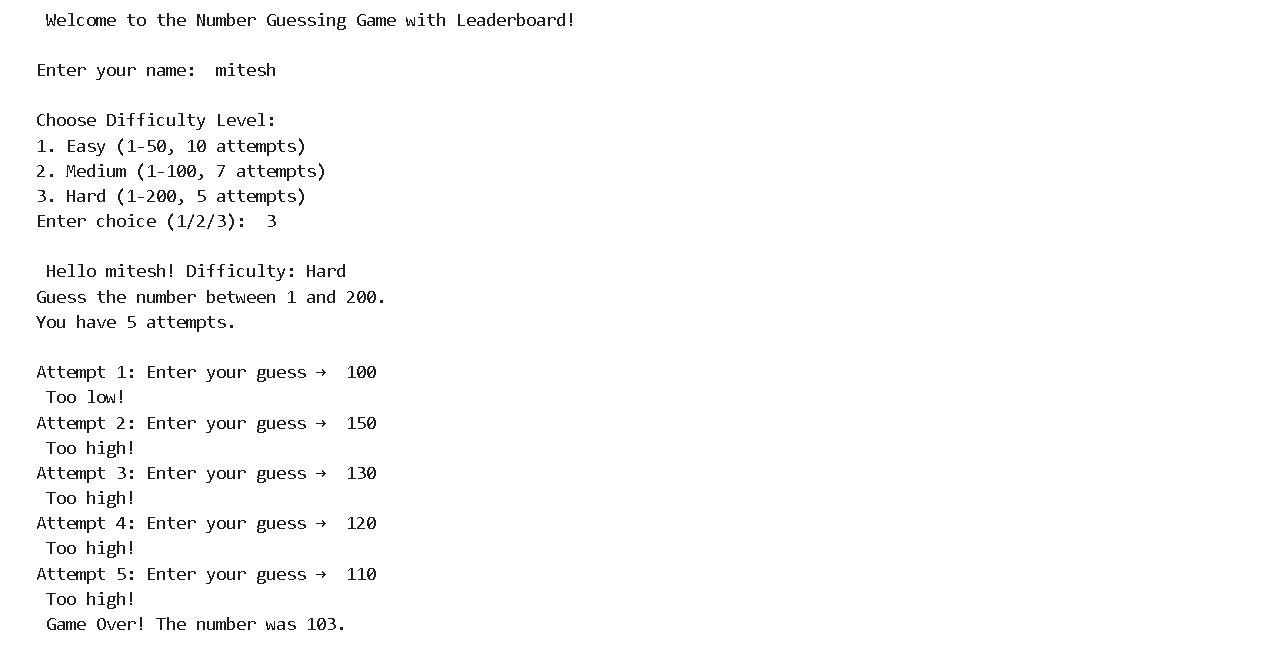 Welcome to the Number Guessing Game with Leaderboard!
Enter your name:  mitesh
Choose Difficulty Level:
1. Easy (1-50, 10 attempts)
2. Medium (1-100, 7 attempts)
3. Hard (1-200, 5 attempts)
Enter choice (1/2/3):  3
Hello mitesh! Difficulty: Hard
Guess the number between 1 and 200.
You have 5 attempts.
Attempt 1: Enter your guess →  100
Too low!
Attempt 2: Enter your guess →  150
Too high!
Attempt 3: Enter your guess →  130
Too high!
Attempt 4: Enter your guess →  120
Too high!
Attempt 5: Enter your guess →  110
Too high!
Game Over! The number was 103.